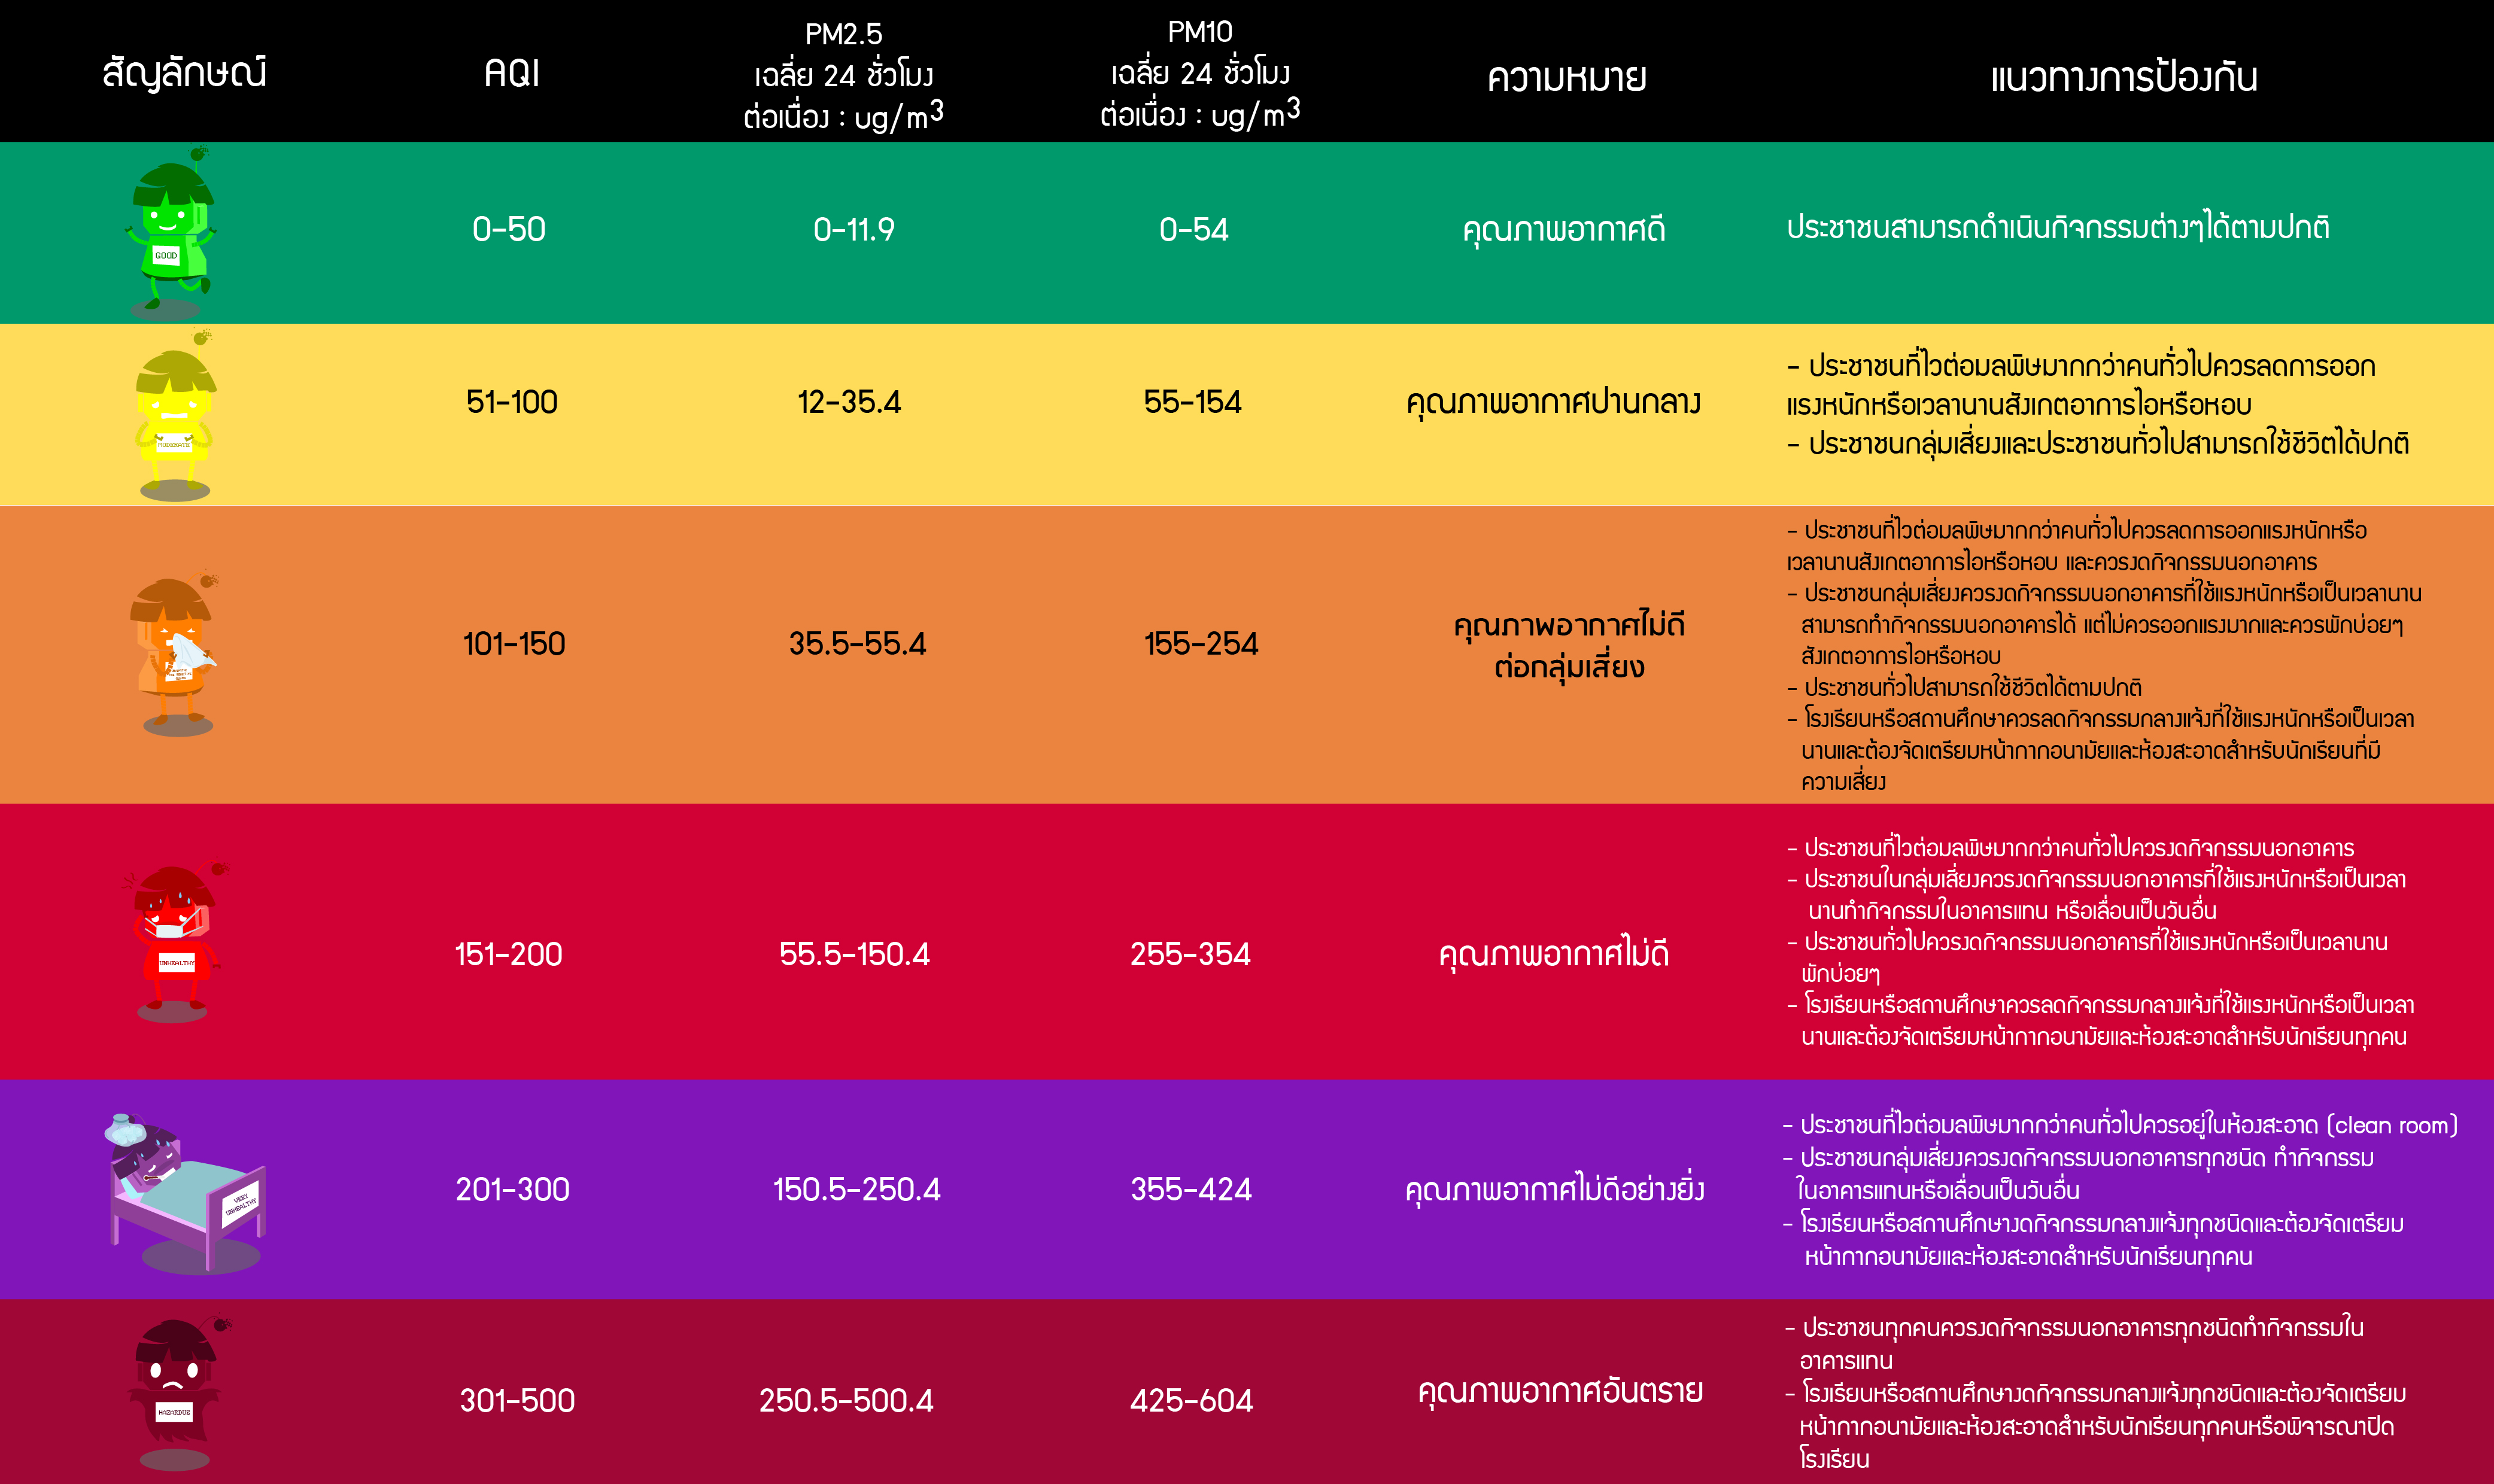 สัญลักษณ์
AQI
PM2.5
เฉลี่ย 24 ชั่วโมง
ต่อเนื่อง : ug/m3
PM10
เฉลี่ย 24 ชั่วโมง
ต่อเนื่อง : ug/m3
ความหมาย
แนวทางการป้องกัน
GOOD
0-50
0-11.9
0-54
คุณภาพอากาศดี
ประชาชนสามารถดำเนินกิจกรรมต่างๆได้ตามปกติ
MODERATE
51-100
12-35.4
55-154
คุณภาพอากาศปานกลาง
- ประชาชนที่ไวต่อมลพิษมากกว่าคนทั่วไปควรลดการออก
แรงหนักหรือเวลานานสังเกตอาการไอหรือหอบ
- ประชาชนกลุ่มเสี่ยงและประชาชนทั่วไปสามารถใช้ชีวิตได้ปกติ
101-150
35.5-55.4
155-254
คุณภาพอากาศไม่ดี
ต่อกลุ่มเสี่ยง
- ประชาชนที่ไวต่อมลพิษมากกว่าคนทั่วไปควรลดการออกแรงหนักหรือ
เวลานานสังเกตอาการไอหรือหอบ และควรงดกิจกรรมนอกอาคาร
- ประชาชนกลุ่มเสี่ยงควรงดกิจกรรมนอกอาคารที่ใช้แรงหนักหรือเป็นเวลานาน
สามารถทำกิจกรรมนอกอาคารได้ แต่ไม่ควรออกแรงมากและควรพักบ่อยๆ
สังเกตอาการไอหรือหอบ
- ประชาชนทั่วไปสามารถใช้ชีวิตได้ตามปกติ
- โรงเรียนหรือสถานศึกษาควรลดกิจกรรมกลางแจ้งที่ใช้แรงหนักหรือเป็นเวลา
นานและต้องจัดเตรียมหน้ากากอนามัยและห้องสะอาดสำหรับนักเรียนที่มี
ความเสี่ยง
UNHEALTHY
151-200
55.5-150.4
255-354
คุณภาพอากาศไม่ดี
- ประชาชนที่ไวต่อมลพิษมากกว่าคนทั่วไปควรงดกิจกรรมนอกอาคาร
- ประชาชนในกลุ่มเสี่ยงควรงดกิจกรรมนอกอาคารที่ใช้แรงหนักหรือเป็นเวลา
นานทำกิจกรรมในอาคารแทน หรือเลื่อนเป็นวันอื่น
- ประชาชนทั่วไปควรงดกิจกรรมนอกอาคารที่ใช้แรงหนักหรือเป็นเวลานาน
พักบ่อยๆ
- โรงเรียนหรือสถานศึกษาควรลดกิจกรรมกลางแจ้งที่ใช้แรงหนักหรือเป็นเวลา
นานและต้องจัดเตรียมหน้ากากอนามัยและห้องสะอาดสำหรับนักเรียนทุกคน
VERY
UNHEALTHY
201-300
150.5-250.4
355-424
คุณภาพอากาศไม่ดีอย่างยิ่ง
- ประชาชนที่ไวต่อมลพิษมากกว่าคนทั่วไปควรอยู่ในห้องสะอาด (clean room)
- ประชาชนกลุ่มเสี่ยงควรงดกิจกรรมนอกอาคารทุกชนิด ทำกิจกรรม
ในอาคารแทนหรือเลื่อนเป็นวันอื่น
- โรงเรียนหรือสถานศึกษางดกิจกรรมกลางแจ้งทุกชนิดและต้องจัดเตรียม
หน้ากากอนามัยและห้องสะอาดสำหรับนักเรียนทุกคน
HAZARDUS
301-500
250.5-500.4
425-604
คุณภาพอากาศอันตราย
- ประชาชนทุกคนควรงดกิจกรรมนอกอาคารทุกชนิดทำกิจกรรมใน
อาคารแทน
- โรงเรียนหรือสถานศึกษางดกิจกรรมกลางแจ้งทุกชนิดและต้องจัดเตรียม
หน้ากากอนามัยและห้องสะอาดสำหรับนักเรียนทุกคนหรือพิจารณาปิด
โรงเรียน